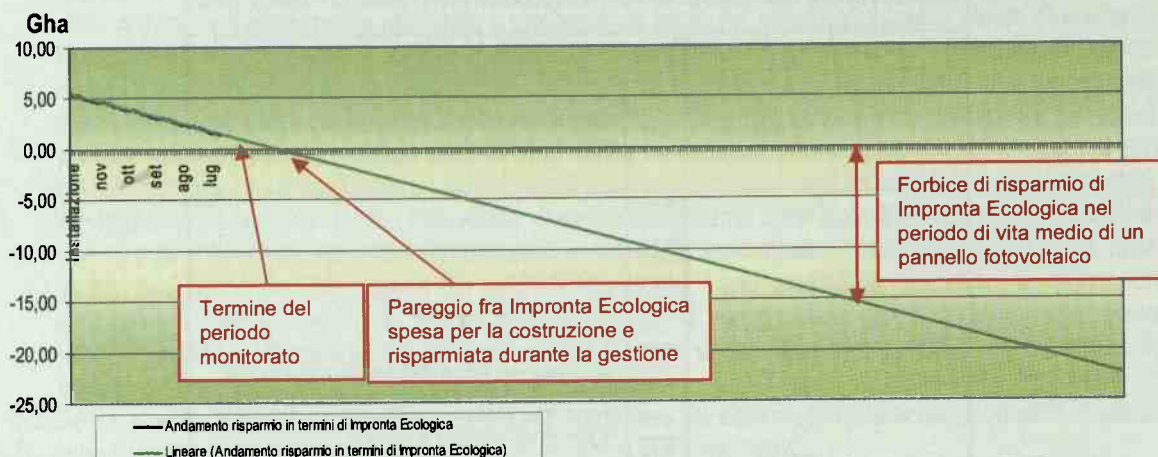 Gha
10,00
5,00
0,00
-5,00
-10,00
-15,00
-20,00
-25,00
Installazione
nov
ott
set
ago
lug
Termine del
periodo
monitorato
Pareggio fra Impronta Ecologica
spesa per la costruzione e
risparmiata durante la gestione
Forbice di risparmio di
Impronta Ecologica nel
periodo di vita medio di un
pannello fotovoltaico
Andamento risparmio in termini di Impronta Ecologica
Lineare (Andamento risparmio in termini di Impronta Ecologica)